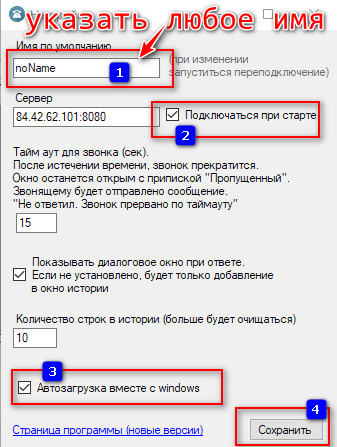 указать любое имя
Имя по умолчанию
noName
1
(при изменении
запуститься переподключение)
Сервер
84.42.62.101:8080
Подключаться при старте
2
Тайм аут для звонка (сек).
После истечении времени, звонок прекратится.
Окно останется открым с припиской "Пропущенный".
Звонящему будет отправлено сообщение.
"Не ответил. Звонок прервано по таймауту"
15
Показывать диалоговое окно при ответе.
Если не установлено, будет только добавление
в окно истории
Количество строк в истории (больше будет очищаться)
10
3
Автозагрузка вместе с windows
4
Страница программы (новые версии)
Сохранить